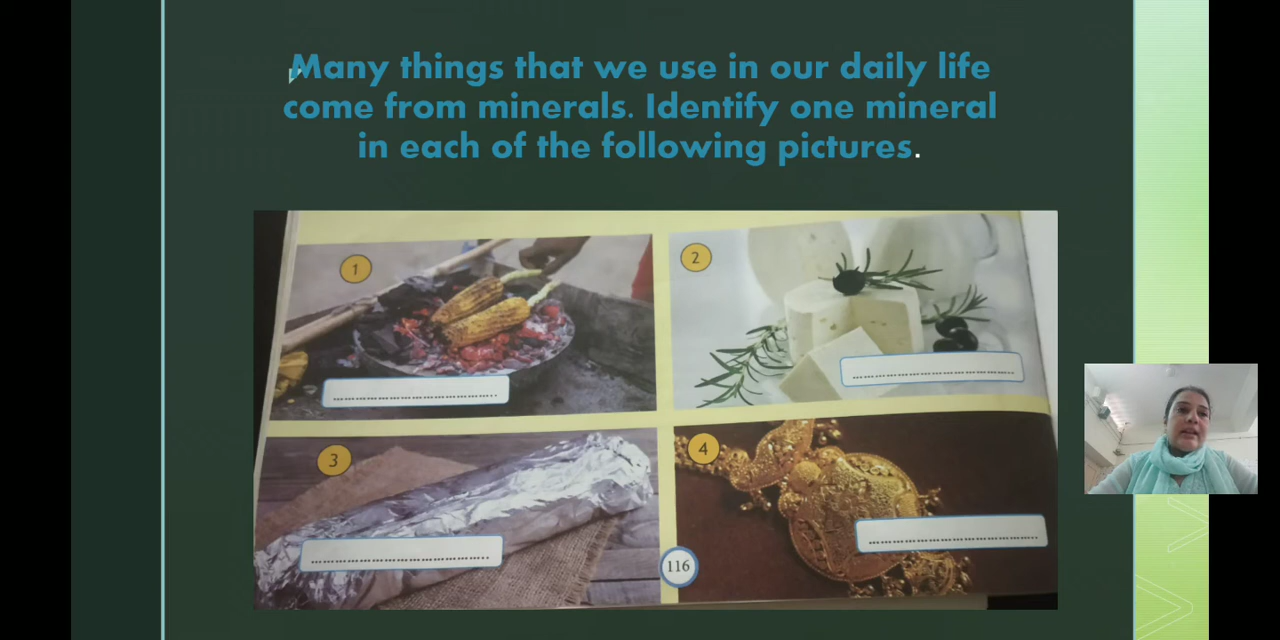 Many things that we use in our daily life
come from minerals. Identify one mineral
in each of the following pictures.
1
2
3
4
116